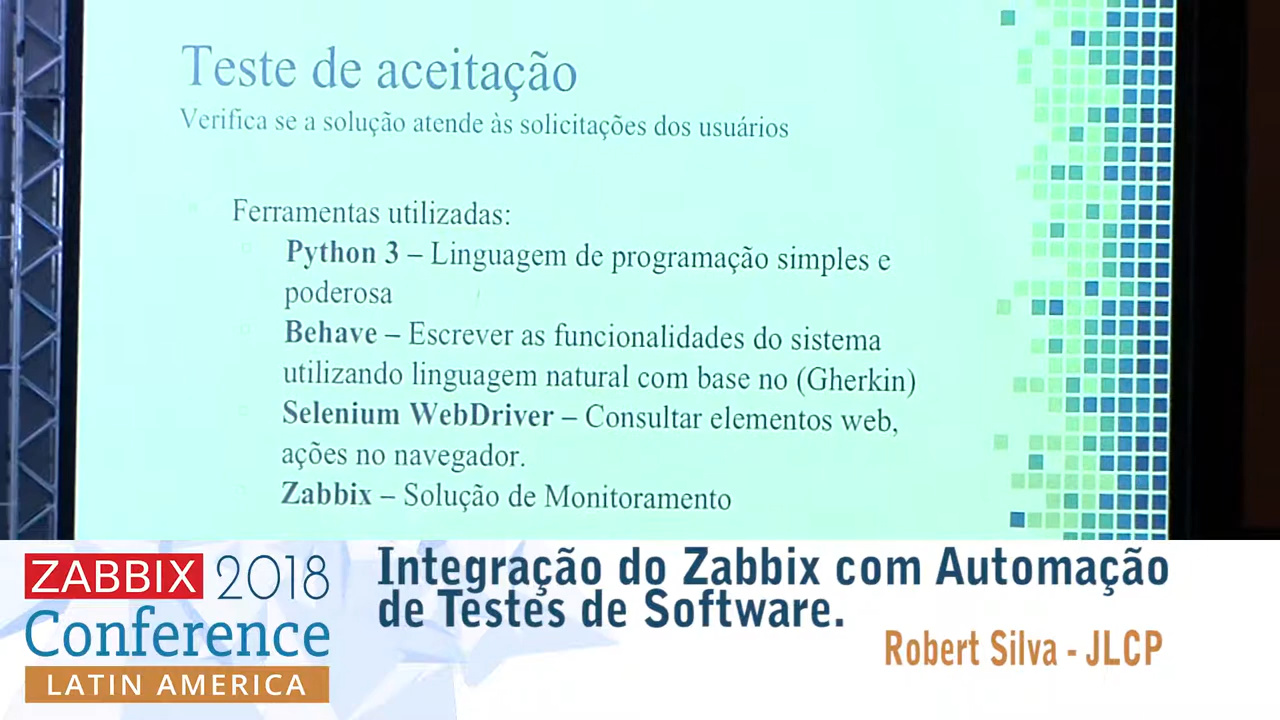 Teste de aceitação
Verifica se a solução atende às solicitações dos usuários
Ferramentas utilizadas:
Python 3 – Linguagem de programação simples e
poderosa
Behave – Escrever as funcionalidades do sistema
utilizando linguagem natural com base no (Gherkin)
Selenium WebDriver – Consultar elementos web,
ações no navegador.
Zabbix – Solução de Monitoramento
ZABBIX 2018
Conference
LATIN AMERICA
Integração do Zabbix com Automação
de Testes de Software.
Robert Silva - JLCP